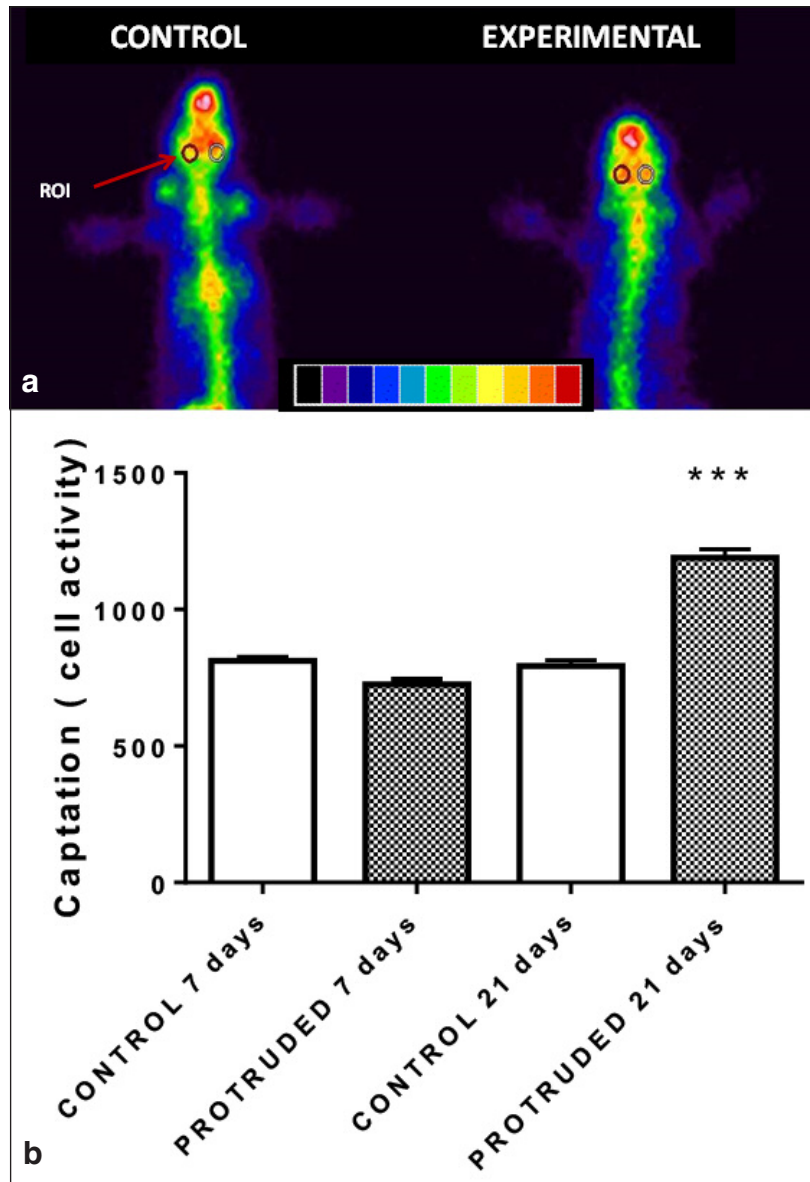 CONTROL
EXPERIMENTAL
ROI
a
Captation ( cell activity)
1500
1000
500
0
***
CONTROL 7 days
PROTRUDED 7 days
CONTROL 21 days
PROTRUDED 21 days
b